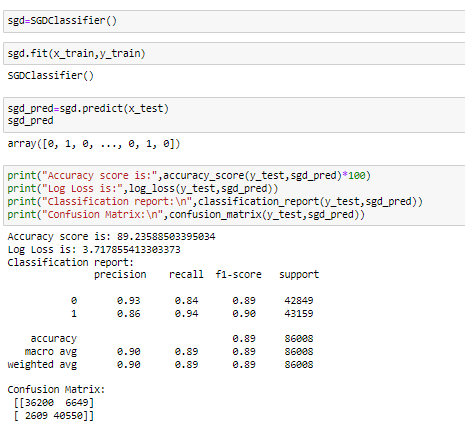 sgd=SGDClassifier()
sgd.fit(x_train,y_train)
SGDClassifier()
sgd_pred=sgd.predict(x_test)
sgd_pred
array([0, 1, 0, ..., 0, 1, 0])
print("Accuracy score is:",accuracy_score(y_test,sgd_pred)*100)
print("Log Loss is:",log_loss(y_test,sgd_pred))
print("Classification report:\n",classification_report(y_test,sgd_pred))
print("Confusion Matrix:\n",confusion_matrix(y_test,sgd_pred))
Accuracy score is: 89.23588503395034
Log Loss is: 3.717855413303373
Classification report:
precision recall f1-score support
0 0.93 0.84 0.89 42849
1 0.86 0.94 0.90 43159
accuracy 0.89 86008
macro avg 0.90 0.89 0.89 86008
weighted avg 0.90 0.89 0.89 86008
Confusion Matrix:
[[36200 6649]
[ 2609 40550]]